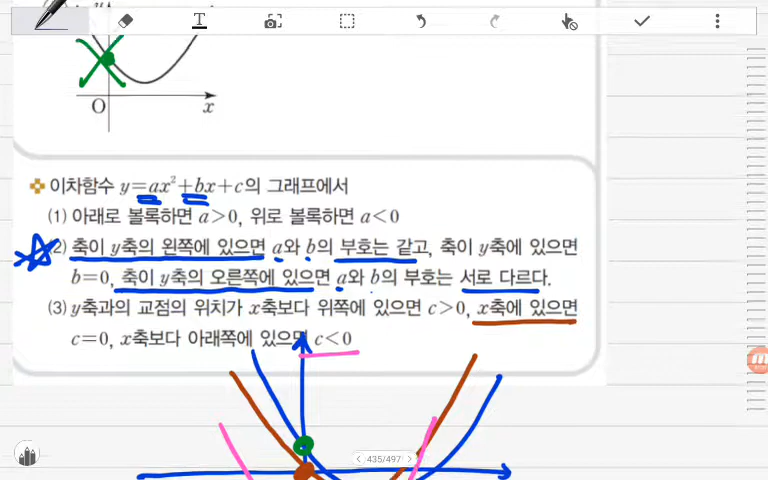 y
T
O
x
이차함수 y=ax²+bx+c의 그래프에서
(1) 아래로 볼록하면 a>0, 위로 볼록하면 a<0
(2) 축이 y축의 왼쪽에 있으면 a와 b의 부호는 같고, 축이 y축에 있으면
b=0, 축이 y축의 오른쪽에 있으면 a와 b의 부호는 서로 다르다.
(3) y축과의 교점의 위치가 x축보다 위쪽에 있으면 c>0, x축에 있으면
c=0, x축보다 아래쪽에 있으면 c<0
435/497